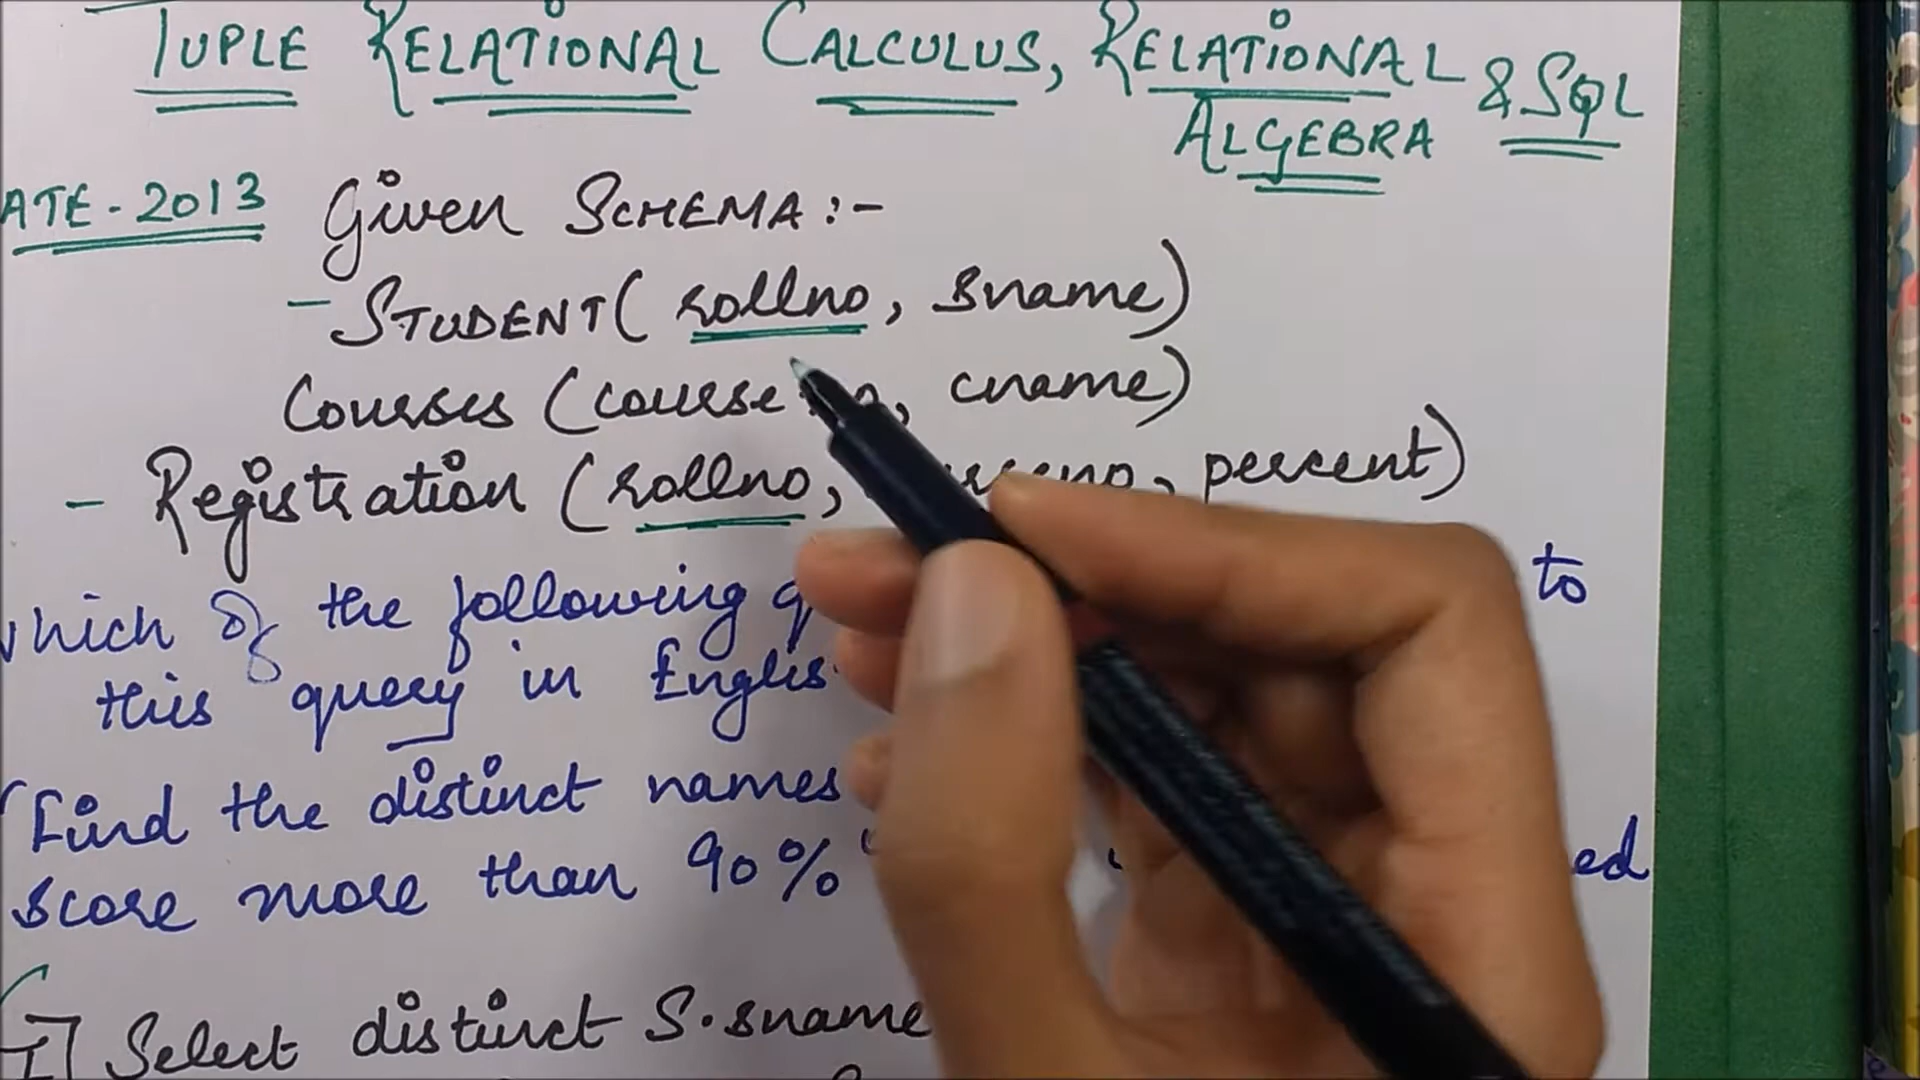 TUPLE RELATIONAL CALCULUS, RELATIONAL & SQL
ALGEBRA
ATE-2013 Given SCHEMA:-
- STUDENT( rollno, sname)
Courses (course no, cname)
- Registration (rollno, percent)
which of the following to
this query in Englis
Find the distinct names
score more than 90% ed
I] Select distinct S.sname